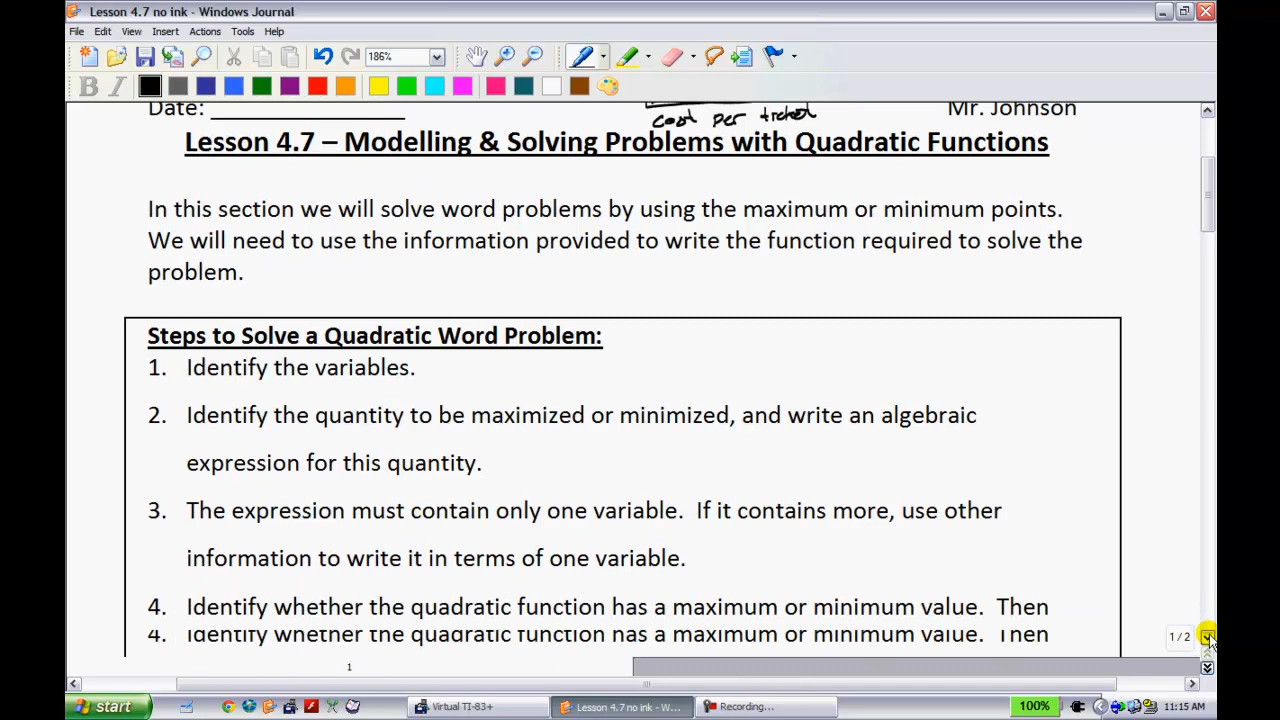 Lesson 4.7 no ink - Windows Journal
File Edit View Insert Actions Tools Help
186%
B I
Date: _______________ cost per ticket Mr. Johnson
Lesson 4.7 – Modelling & Solving Problems with Quadratic Functions
In this section we will solve word problems by using the maximum or minimum points.
We will need to use the information provided to write the function required to solve the
problem.
Steps to Solve a Quadratic Word Problem:
1. Identify the variables.
2. Identify the quantity to be maximized or minimized, and write an algebraic
expression for this quantity.
3. The expression must contain only one variable. If it contains more, use other
information to write it in terms of one variable.
4. Identify whether the quadratic function has a maximum or minimum value. Then
4. Identify whether the quadratic function has a maximum or minimum value. Then
1 / 2
1
start Virtual TI-83+ Lesson 4.7 no ink - W... Recording... 100% 11:15 AM